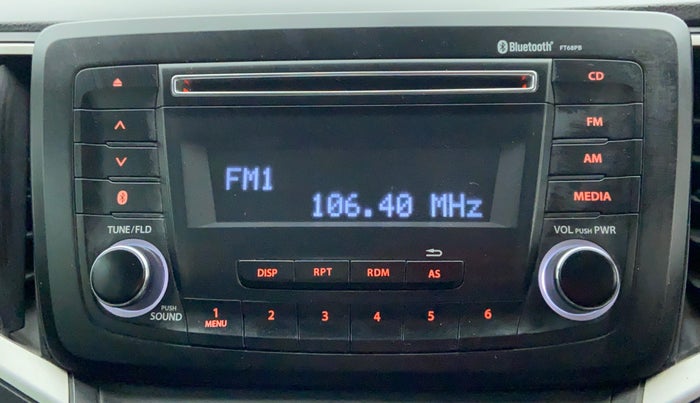 Bluetooth FT68PB
CD
FM
FM1
AM
106.40 MHz
MEDIA
TUNE/FLD
VOL PUSH PWR
DISP RPT RDM AS
PUSH
SOUND
1 2 3 4 5 6
MENU